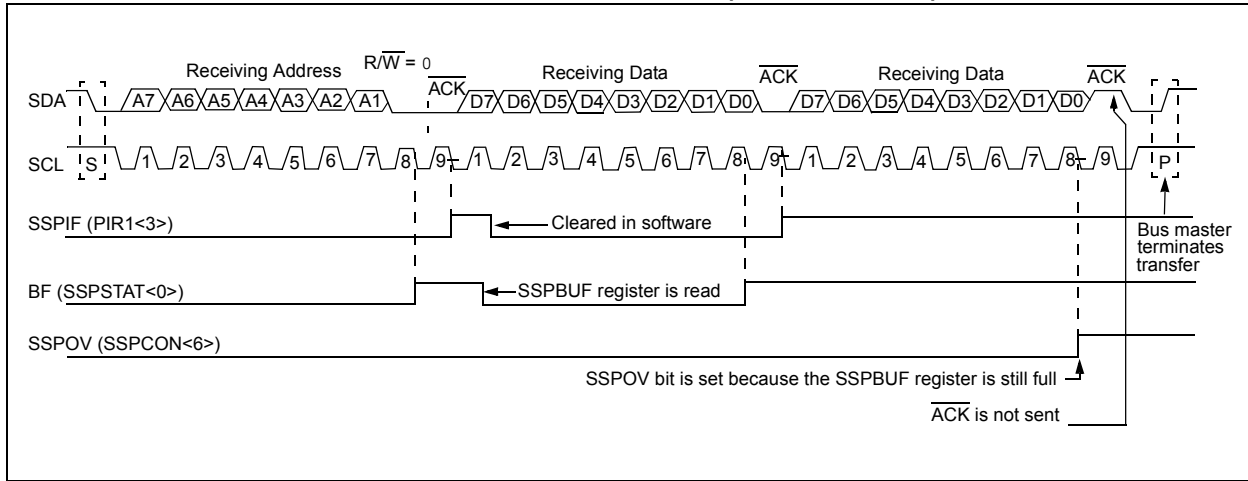 R/W = 0
Receiving Address ACK Receiving Data ACK Receiving Data ACK
SDA A7 A6 A5 A4 A3 A2 A1 D7 D6 D5 D4 D3 D2 D1 D0 D7 D6 D5 D4 D3 D2 D1 D0
SCL S 1 2 3 4 5 6 7 8 9 1 2 3 4 5 6 7 8 9 1 2 3 4 5 6 7 8 9 P
SSPIF (PIR1<3>)
Cleared in software
Bus master
terminates
transfer
BF (SSPSTAT<0>)
SSPBUF register is read
SSPOV (SSPCON<6>)
SSPOV bit is set because the SSPBUF register is still full
ACK is not sent